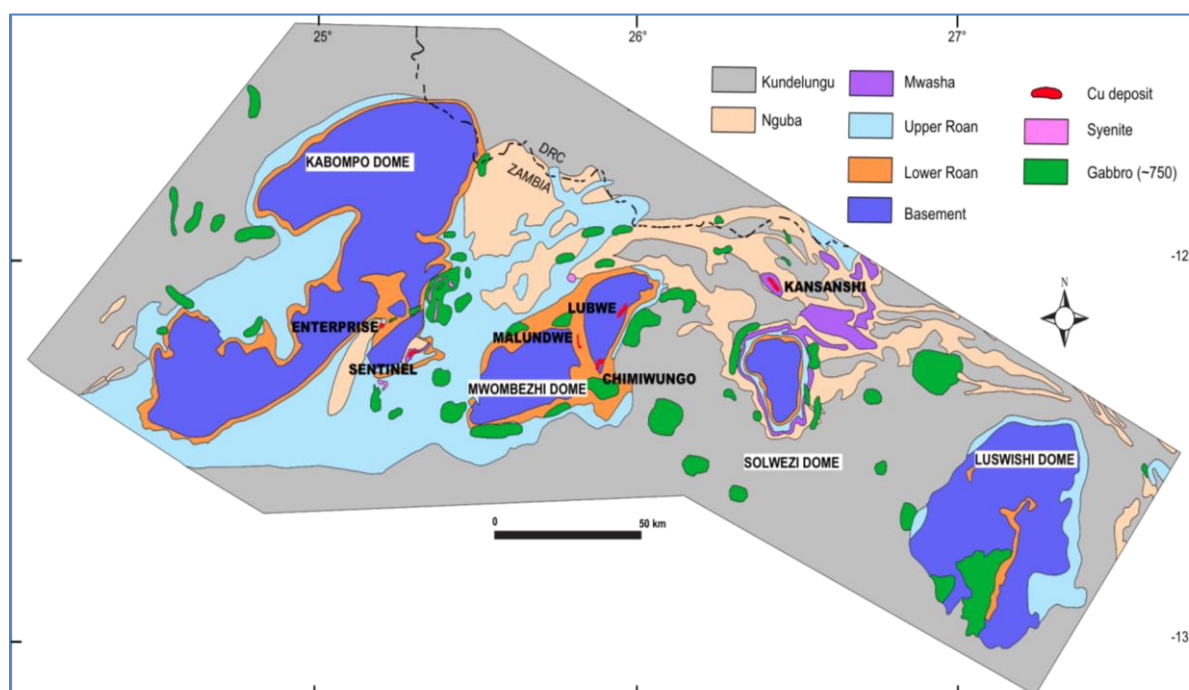 25°
26°
27°
-12
-13
Kundelungu
Nguba
Mwasha
Upper Roan
Lower Roan
Basement
Cu deposit
Syenite
Gabbro (~750)
N
KABOMPO DOME
DRC
ZAMBIA
KANSANSHI
LUBWE
ENTERPRISE
MALUNDWE
SENTINEL
CHIMIWUNGO
MWOMBEZHI DOME
SOLWEZI DOME
LUSWISHI DOME
0 50 km